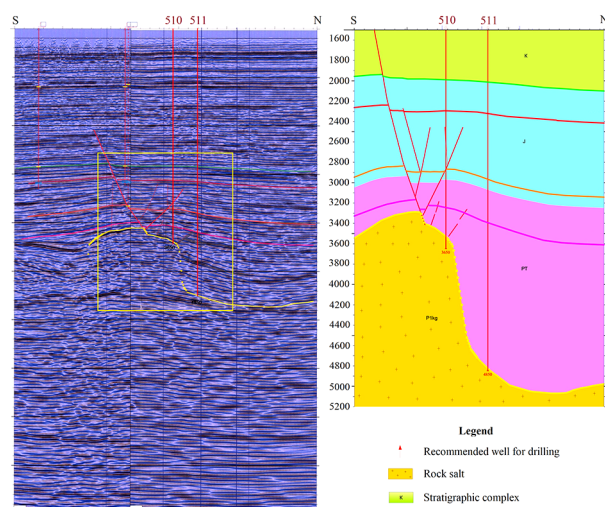 S 510 511 N
S 510 511 N
1600
K
1800
2000
2200
2400
J
2600
2800
3000
3200
3400
3600
3800
PT
4000
4200
P1kg
4400
4600
4800
5000
5200
Legend
Recommended well for drilling
Rock salt
K Stratigraphic complex